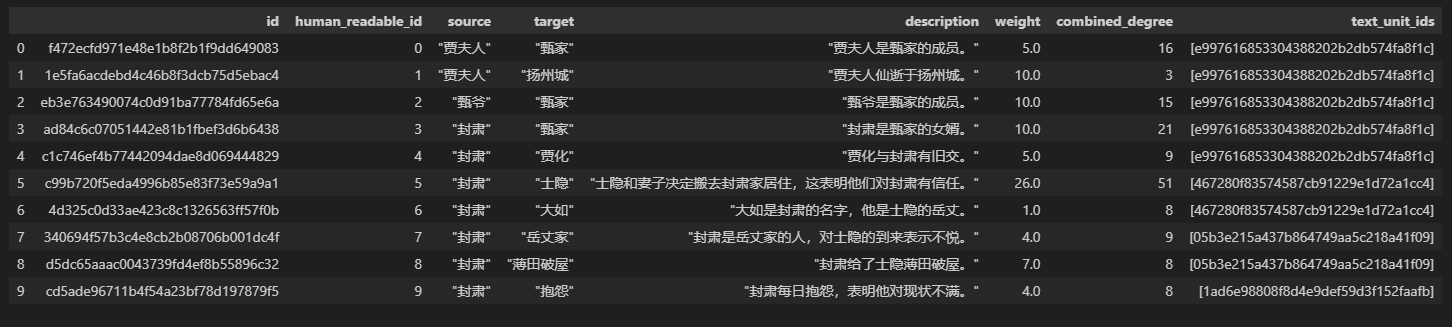 id human_readable_id source target description weight combined_degree text_unit_ids
0 f472ecfd971e48e1b8f2b1f9dd649083 0 "贾夫人" "甄家" "贾夫人是甄家的成员。" 5.0 16 [e997616853304388202b2db574fa8f1c]
1 1e5fa6acdebd4c46b8f3dcb75d5ebac4 1 "贾夫人" "扬州城" "贾夫人仙逝于扬州城。" 10.0 3 [e997616853304388202b2db574fa8f1c]
2 eb3e763490074c0d91ba77784fd65e6a 2 "甄爷" "甄家" "甄爷是甄家的成员。" 10.0 15 [e997616853304388202b2db574fa8f1c]
3 ad84c6c07051442e81b1fbef3d6b6438 3 "封肃" "甄家" "封肃是甄家的女婿。" 10.0 21 [e997616853304388202b2db574fa8f1c]
4 c1c746ef4b77442094dae8d069444829 4 "封肃" "贾化" "贾化与封肃有旧交。" 5.0 9 [e997616853304388202b2db574fa8f1c]
5 c99b720f5eda4996b85e83f73e59a9a1 5 "封肃" "士隐" "士隐和妻子决定搬去封肃家居住，这表明他们对封肃有信任。" 26.0 51 [467280f83574587cb91229e1d72a1cc4]
6 4d325c0d33ae423c8c1326563ff57f0b 6 "封肃" "大如" "大如是封肃的名字，他是士隐的岳丈。" 1.0 8 [467280f83574587cb91229e1d72a1cc4]
7 340694f57b3c4e8cb2b08706b001dc4f 7 "封肃" "岳丈家" "封肃是岳丈家的人，对士隐的到来表示不悦。" 4.0 9 [05b3e215a437b864749aa5c218a41f09]
8 d5dc65aaac0043739fd4ef8b55896c32 8 "封肃" "薄田破屋" "封肃给了士隐薄田破屋。" 7.0 8 [05b3e215a437b864749aa5c218a41f09]
9 cd5ade96711b4f54a23bf78d197879f5 9 "封肃" "抱怨" "封肃每日抱怨，表明他对现状不满。" 4.0 8 [1ad6e98808f8d4e9def59d3f152faafb]